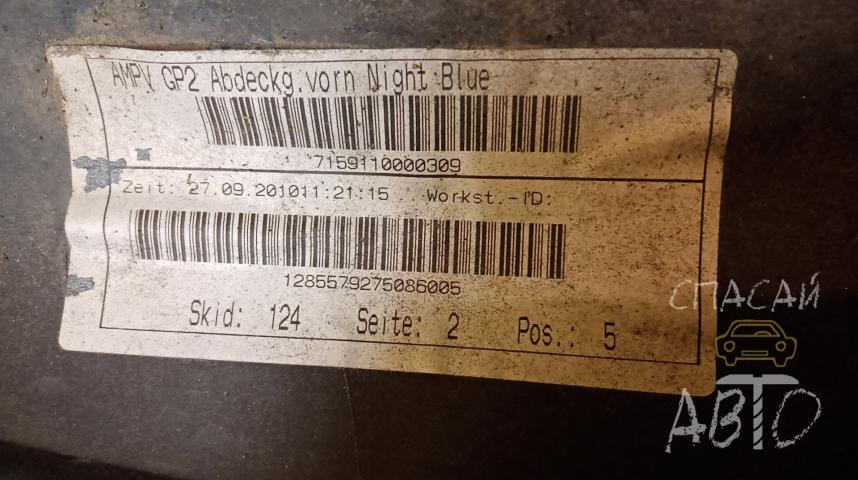 AMPV GP2 Abdeckg.vorn Night Blue
7159110000309
Zeit: 27.09.201011:21:15 Workst.-ID:
1285579275086005
Skid: 124 Seite: 2 Pos.: 5
СПАСАЙ
АВТО